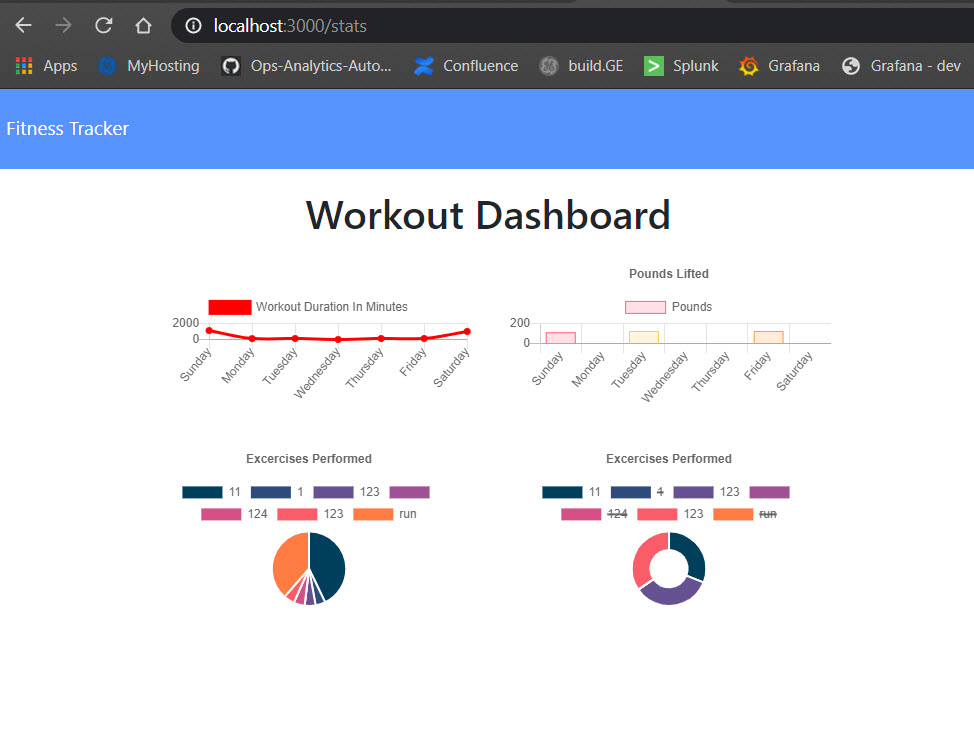 localhost:3000/stats
Apps MyHosting Ops-Analytics-Auto... Confluence build.GE Splunk Grafana Grafana - dev
Fitness Tracker
Workout Dashboard
Workout Duration In Minutes
2000
0
Sunday Monday Tuesday Wednesday Thursday Friday Saturday
Pounds Lifted
Pounds
200
0
Sunday Monday Tuesday Wednesday Thursday Friday Saturday
Excercises Performed
11 1 123
124 123 run
Excercises Performed
11 1 123
124 123 run